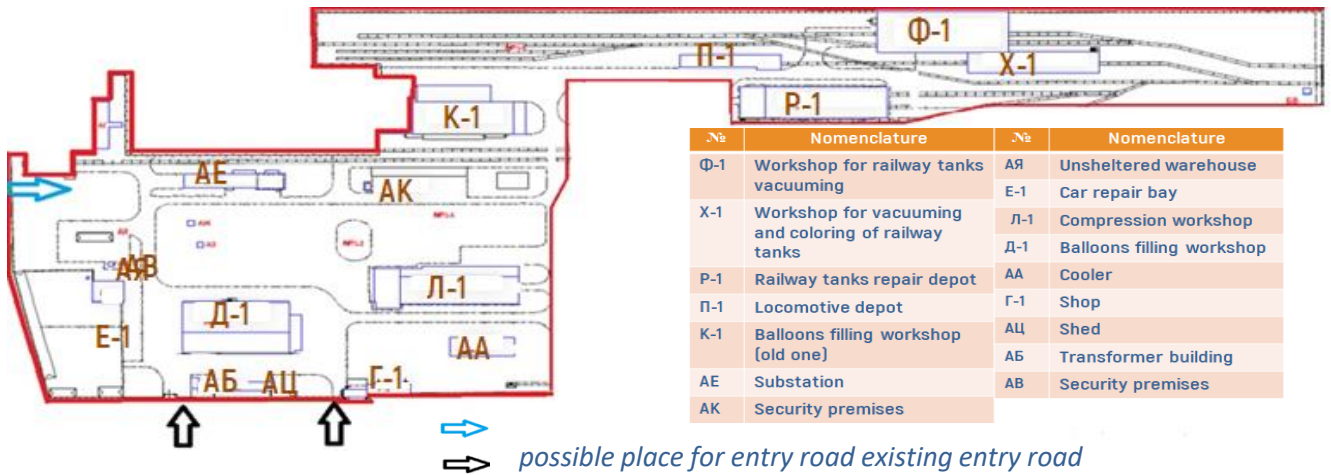 Ф-1
П-1
Х-1
Р-1
К-1
АЕ
АК
АЯ
АВ
Л-1
Д-1
Е-1
АА
АБ
АЦ
Г-1
№ Nomenclature № Nomenclature
Ф-1 Workshop for railway tanks vacuuming
Х-1 Workshop for vacuuming and coloring of railway tanks
Р-1 Railway tanks repair depot
П-1 Locomotive depot
К-1 Balloons filling workshop (old one)
АЕ Substation
АК Security premises
АЯ Unsheltered warehouse
Е-1 Car repair bay
Л-1 Compression workshop
Д-1 Balloons filling workshop
АА Cooler
Г-1 Shop
АЦ Shed
АБ Transformer building
АВ Security premises
possible place for entry road existing entry road